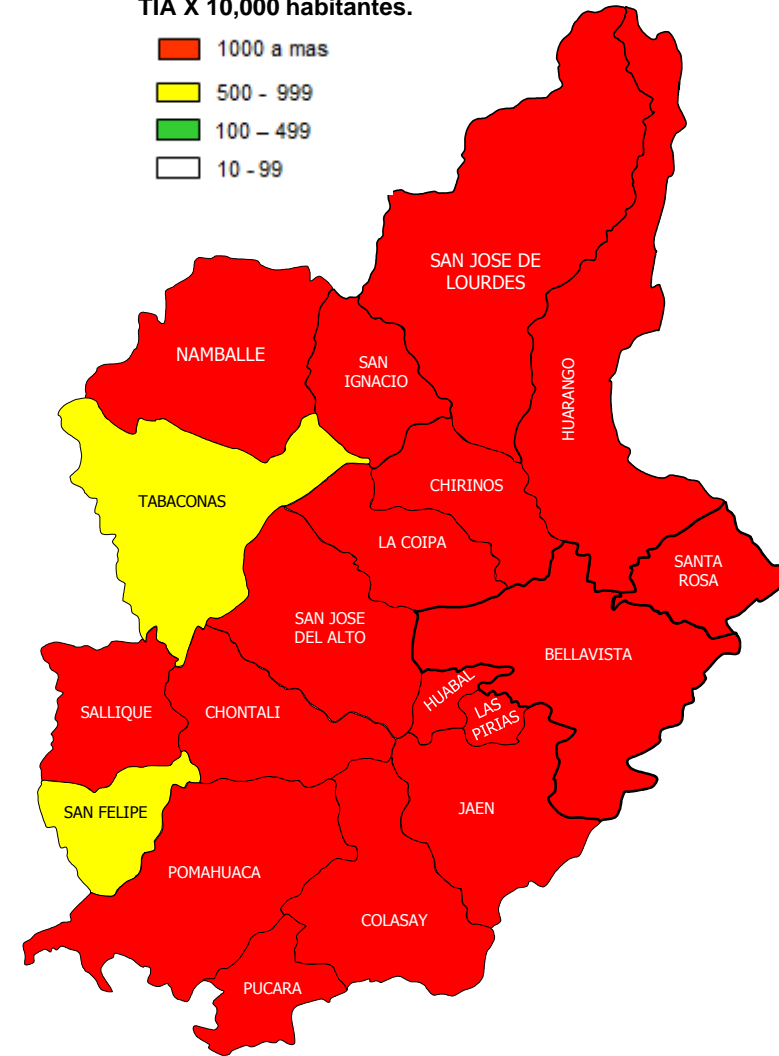 TIA X 10,000 habitantes.
1000 a mas
500 - 999
100 – 499
10 - 99
SAN JOSE DE
LOURDES
NAMBALLE
SAN
IGNACIO
HUARANGO
TABACONAS
CHIRINOS
LA COIPA
SANTA
ROSA
SAN JOSE
DEL ALTO
BELLAVISTA
HUABAL
SALLIQUE
CHONTALI
LAS
PIRIAS
SAN FELIPE
JAEN
POMAHUACA
COLASAY
PUCARA